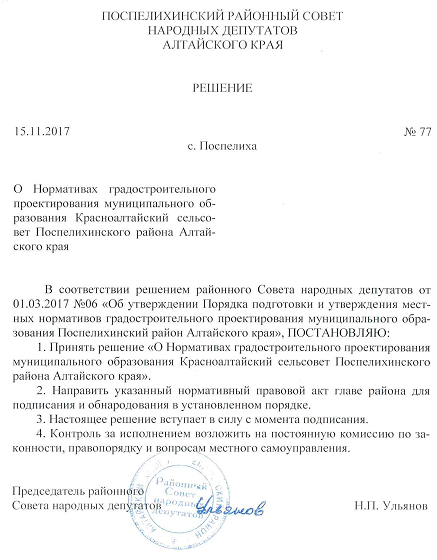 ПОСПЕЛИХИНСКИЙ РАЙОННЫЙ СОВЕТ
НАРОДНЫХ ДЕПУТАТОВ
АЛТАЙСКОГО КРАЯ
РЕШЕНИЕ
15.11.2017 № 77
с. Поспелиха
О Нормативах градостроительного
проектирования муниципального об-
разования Красноалтайский сельсо-
вет Поспелихинского района Алтай-
ского края
В соответствии решением районного Совета народных депутатов от
01.03.2017 №06 «Об утверждении Порядка подготовки и утверждения мест-
ных нормативов градостроительного проектирования муниципального обра-
зования Поспелихинский район Алтайского края», ПОСТАНОВЛЯЮ:
1. Принять решение «О Нормативах градостроительного проектирования
муниципального образования Красноалтайский сельсовет Поспелихинского
района Алтайского края».
2. Направить указанный нормативный правовой акт главе района для
подписания и обнародования в установленном порядке.
3. Настоящее решение вступает в силу с момента подписания.
4. Контроль за исполнением возложить на постоянную комиссию по за-
конности, правопорядку и вопросам местного самоуправления.
Районный
Совет
народных
депутатов
Председатель районного
Совета народных депутатов Ульянов Н.П. Ульянов